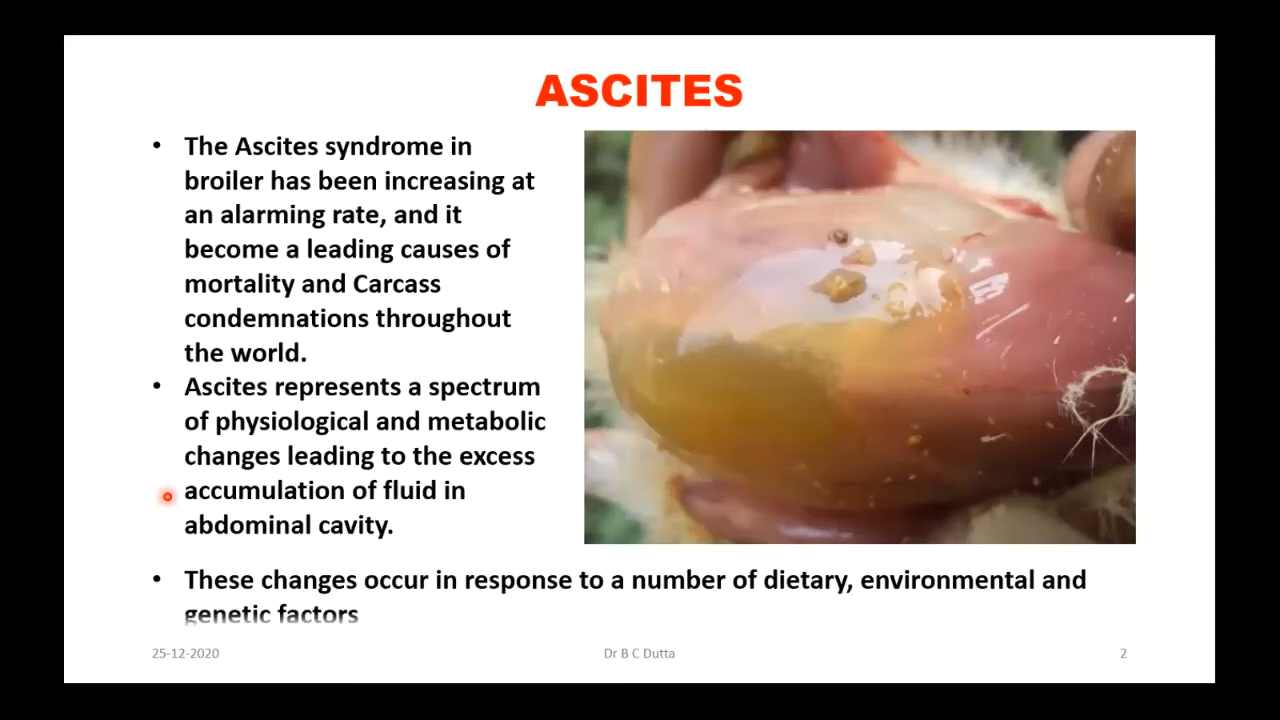 ASCITES
• The Ascites syndrome in
broiler has been increasing at
an alarming rate, and it
become a leading causes of
mortality and Carcass
condemnations throughout
the world.
• Ascites represents a spectrum
of physiological and metabolic
changes leading to the excess
accumulation of fluid in
abdominal cavity.
• These changes occur in response to a number of dietary, environmental and
genetic factors
25-12-2020
Dr B C Dutta
2